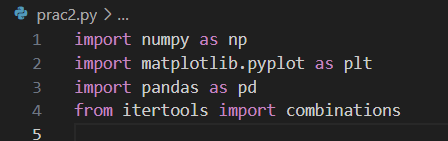 prac2.py > ...
1 import numpy as np
2 import matplotlib.pyplot as plt
3 import pandas as pd
4 from itertools import combinations
5